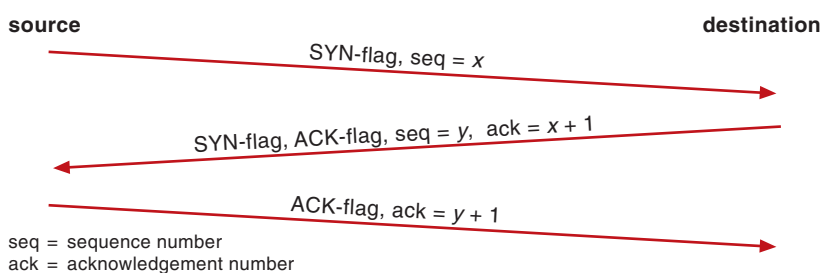 source
destination
SYN-flag, seq = x
SYN-flag, ACK-flag, seq = y, ack = x + 1
ACK-flag, ack = y + 1
seq = sequence number
ack = acknowledgement number